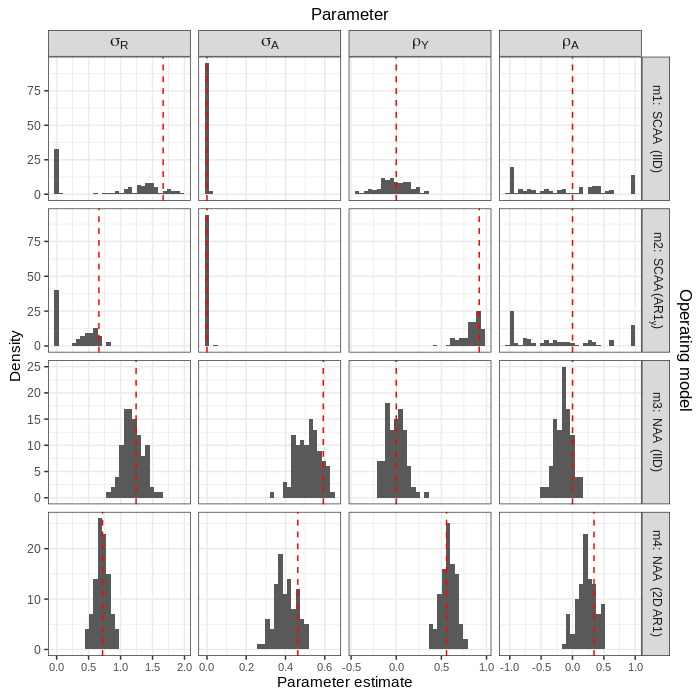 Parameter
σR σA ρY ρA
75
50
25
0
m1: SCAA (IID)
75
50
25
0
m2: SCAA (AR1y)
25
20
15
10
5
0
m3: NAA (IID)
20
10
0
m4: NAA (2D AR1)
Density
Operating model
0.0 0.5 1.0 1.5 2.0 0.0 0.2 0.4 0.6 -0.5 0.0 0.5 1.0 -1.0 -0.5 0.0 0.5 1.0
Parameter estimate